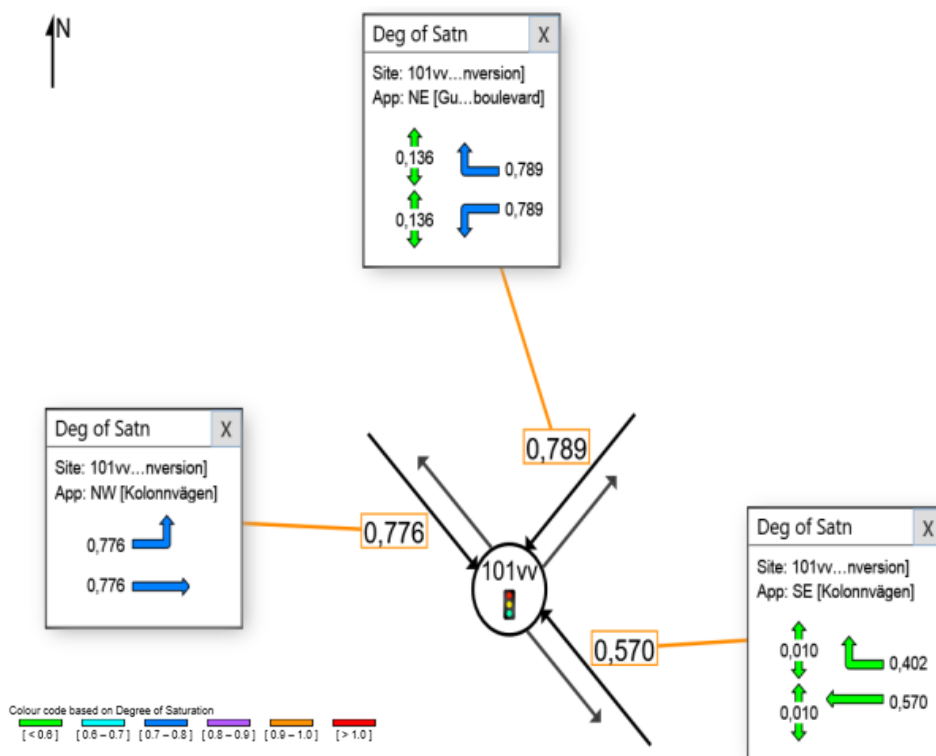 N
Deg of Satn X
Site: 101vv...nversion]
App: NE [Gu...boulevard]
0,136
0,789
0,136
0,789
Deg of Satn X
Site: 101vv...nversion]
App: NW [Kolonnvägen]
0,776
0,776
0,789
0,776
101vv
0,570
Deg of Satn X
Site: 101vv...nversion]
App: SE [Kolonnvägen]
0,010
0,402
0,010
0,570
Colour code based on Degree of Saturation
[ < 0.6 ] [ 0.6 – 0.7 ] [ 0.7 – 0.8 ] [ 0.8 – 0.9 ] [ 0.9 – 1.0 ] [ > 1.0 ]